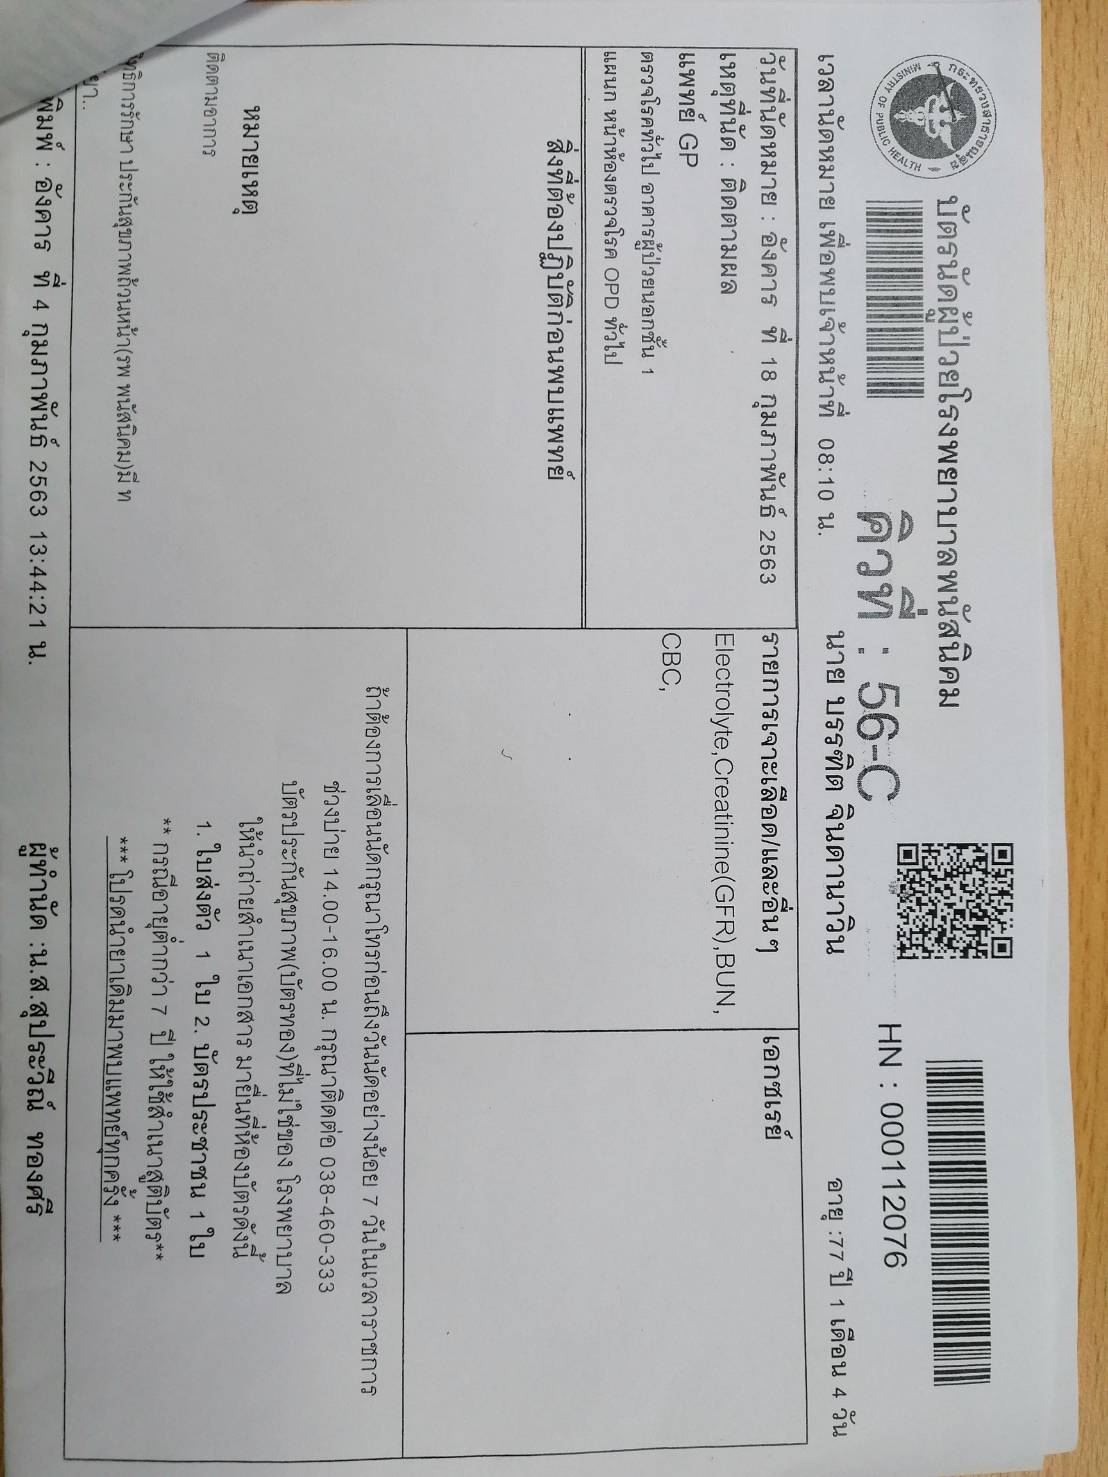 กระทรวงสาธารณสุข
MINISTRY OF PUBLIC HEALTH
บัตรนัดผู้ป่วยโรงพยาบาลพนัสนิคม
คิวที่ : 56-C
HN : 000112076
เวลานัดหมาย เพื่อพบเจ้าหน้าที่ 08:10 น.
นาย บรรฑิต จินดานาวิน
อายุ :77 ปี 1 เดือน 4 วัน
วันที่นัดหมาย : อังคาร ที่ 18 กุมภาพันธ์ 2563
เหตุที่นัด : ติดตามผล
แพทย์ GP
ตรวจโรคทั่วไป อาคารผู้ป่วยนอกชั้น 1
แผนก หน้าห้องตรวจโรค OPD ทั่วไป
รายการเจาะเลือด/และอื่นๆ
Electrolyte,Creatinine(GFR),BUN,
CBC,
เอกซเรย์
สิ่งที่ต้องปฏิบัติก่อนพบแพทย์
หมายเหตุ
ติดตามอาการ
การรักษา ประกันสุขภาพถ้วนหน้า(รพ พนัสนิคม)มี ท
ถ้าต้องการเลื่อนนัดกรุณาโทรก่อนถึงวันนัดอย่างน้อย 7 วันในเวลาราชการ
ช่วงบ่าย 14.00-16.00 น. กรุณาติดต่อ 038-460-333
บัตรประกันสุขภาพ(บัตรทอง)ที่ไม่ใช่ของ โรงพยาบาล
ให้นำถ่ายสำเนาเอกสาร มายื่นที่ห้องบัตรดังนี้
1. ใบส่งตัว 1 ใบ 2. บัตรประชาชน 1 ใบ
** กรณีอายุต่ำกว่า 7 ปี ให้ใช้สำเนาสูติบัตร**
*** โปรดนำยาเดิมมาพบแพทย์ทุกครั้ง ***
พิมพ์ : อังคาร ที่ 4 กุมภาพันธ์ 2563 13:44:21 น.
ผู้ทำนัด :น.ส.สุประวีณ์ ทองศรี